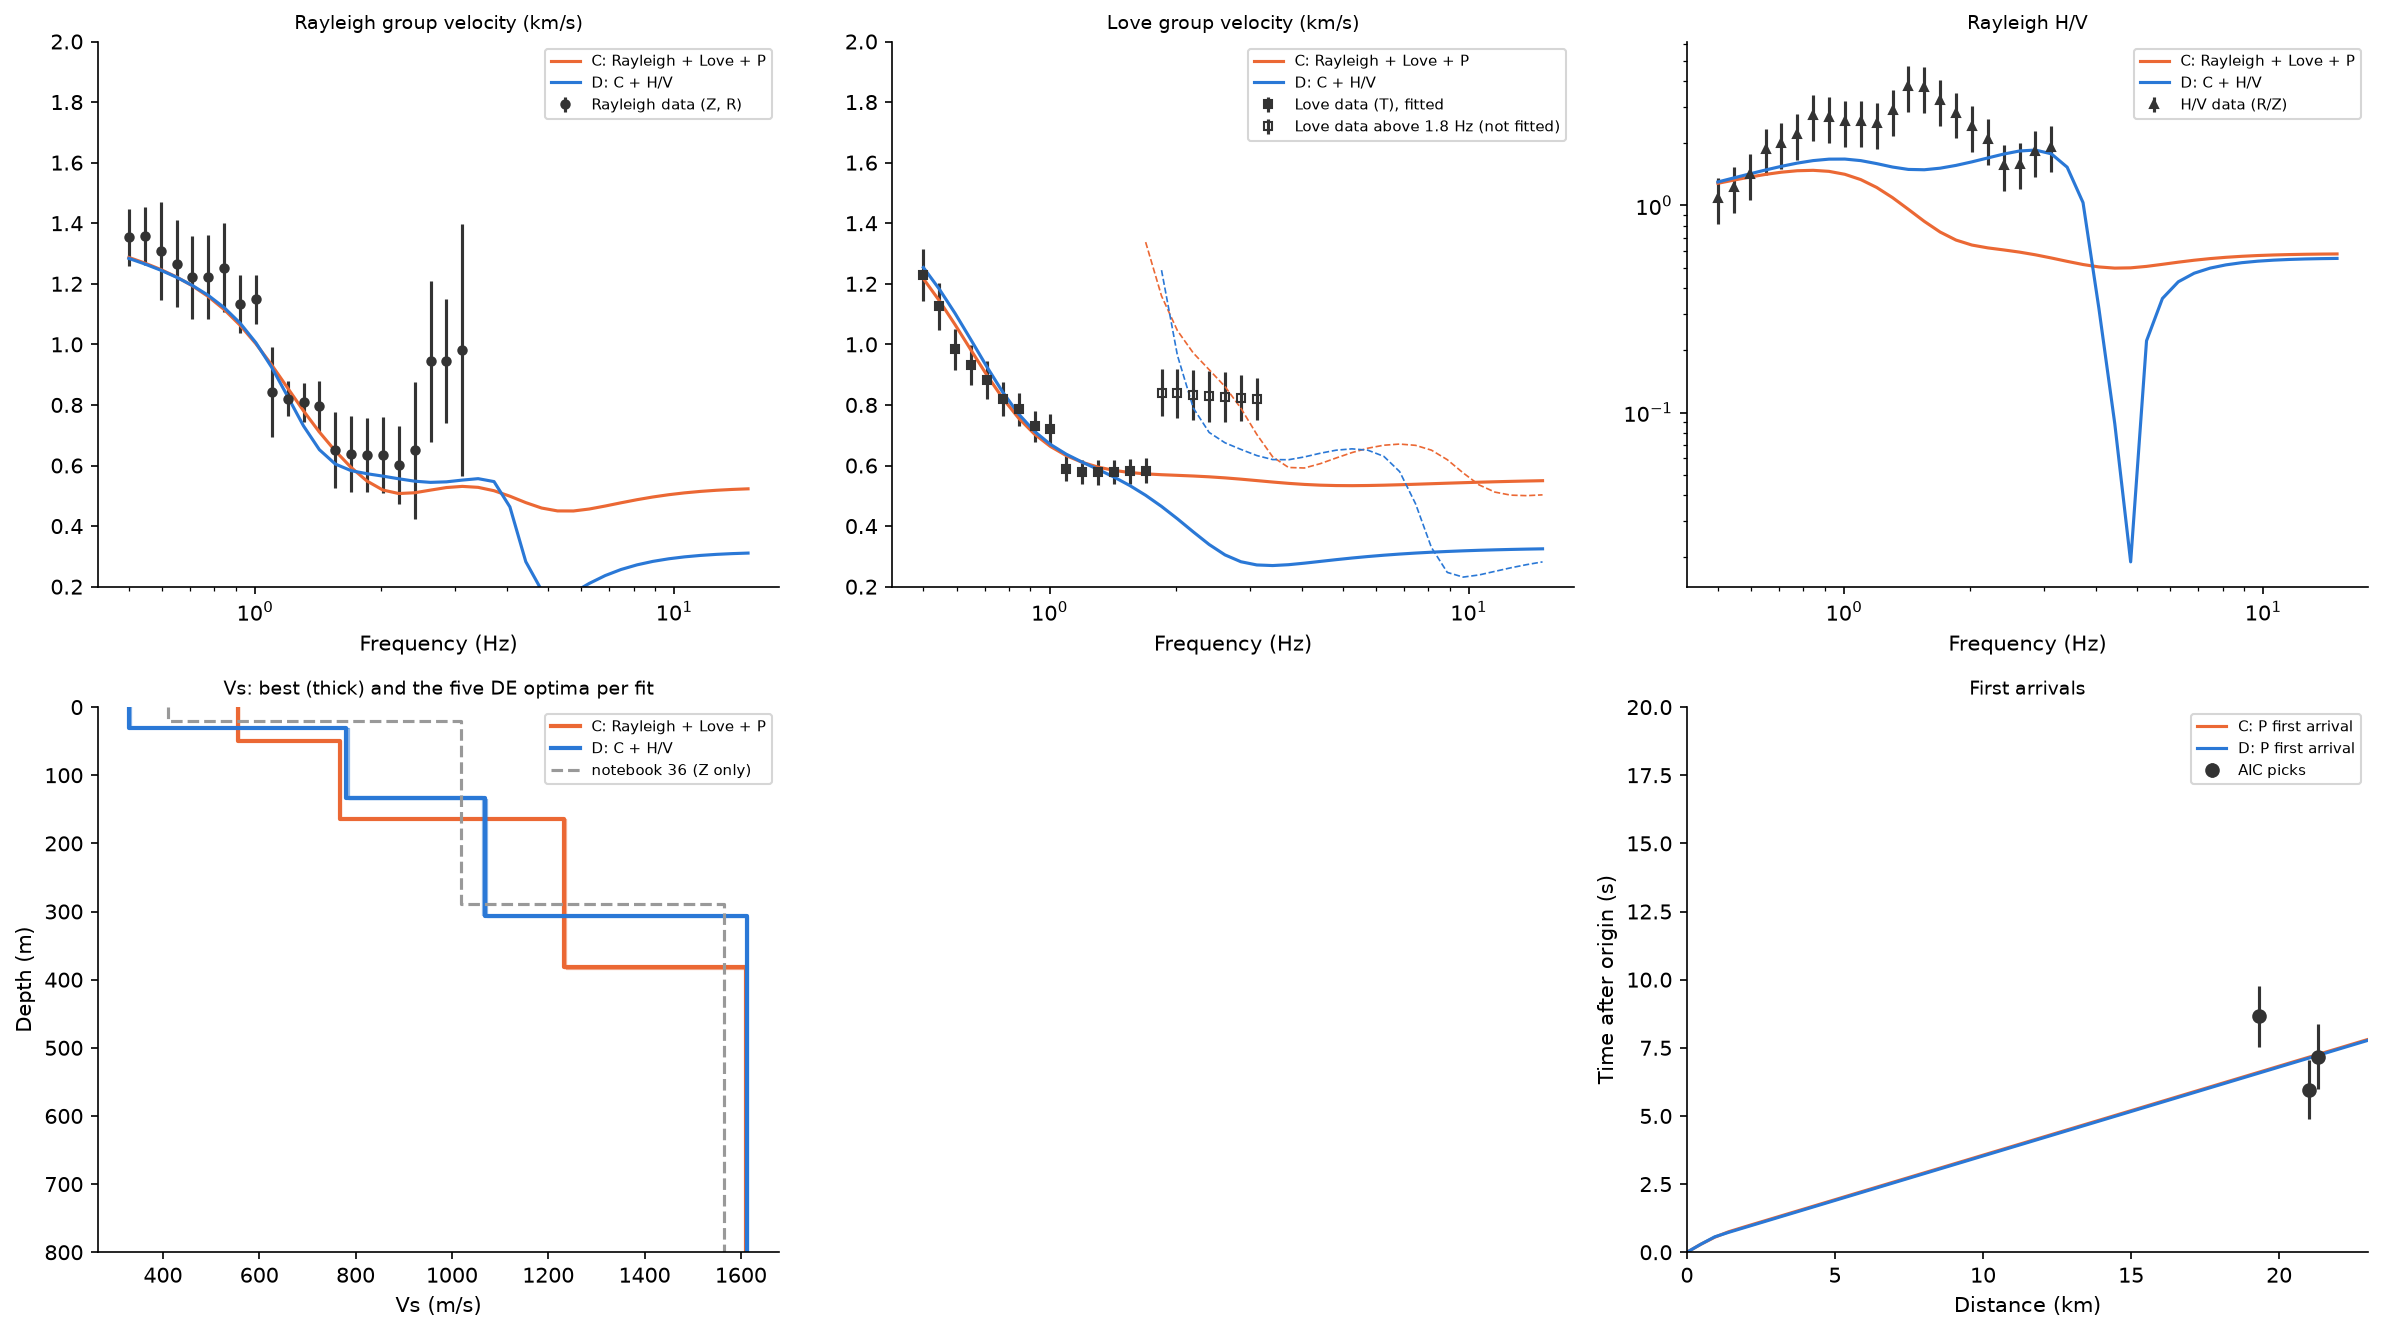 Rayleigh group velocity (km/s)
2.0
1.8
1.6
1.4
1.2
1.0
0.8
0.6
0.4
0.2
C: Rayleigh + Love + P
D: C + H/V
Rayleigh data (Z, R)
10⁰
10¹
Frequency (Hz)
Love group velocity (km/s)
2.0
1.8
1.6
1.4
1.2
1.0
0.8
0.6
0.4
0.2
C: Rayleigh + Love + P
D: C + H/V
Love data (T), fitted
Love data above 1.8 Hz (not fitted)
10⁰
10¹
Frequency (Hz)
Rayleigh H/V
10⁰
10⁻¹
C: Rayleigh + Love + P
D: C + H/V
H/V data (R/Z)
10⁰
10¹
Frequency (Hz)
Vs: best (thick) and the five DE optima per fit
Depth (m)
0
100
200
300
400
500
600
700
800
C: Rayleigh + Love + P
D: C + H/V
notebook 36 (Z only)
400
600
800
1000
1200
1400
1600
Vs (m/s)
First arrivals
Time after origin (s)
20.0
17.5
15.0
12.5
10.0
7.5
5.0
2.5
0.0
C: P first arrival
D: P first arrival
AIC picks
0
5
10
15
20
Distance (km)